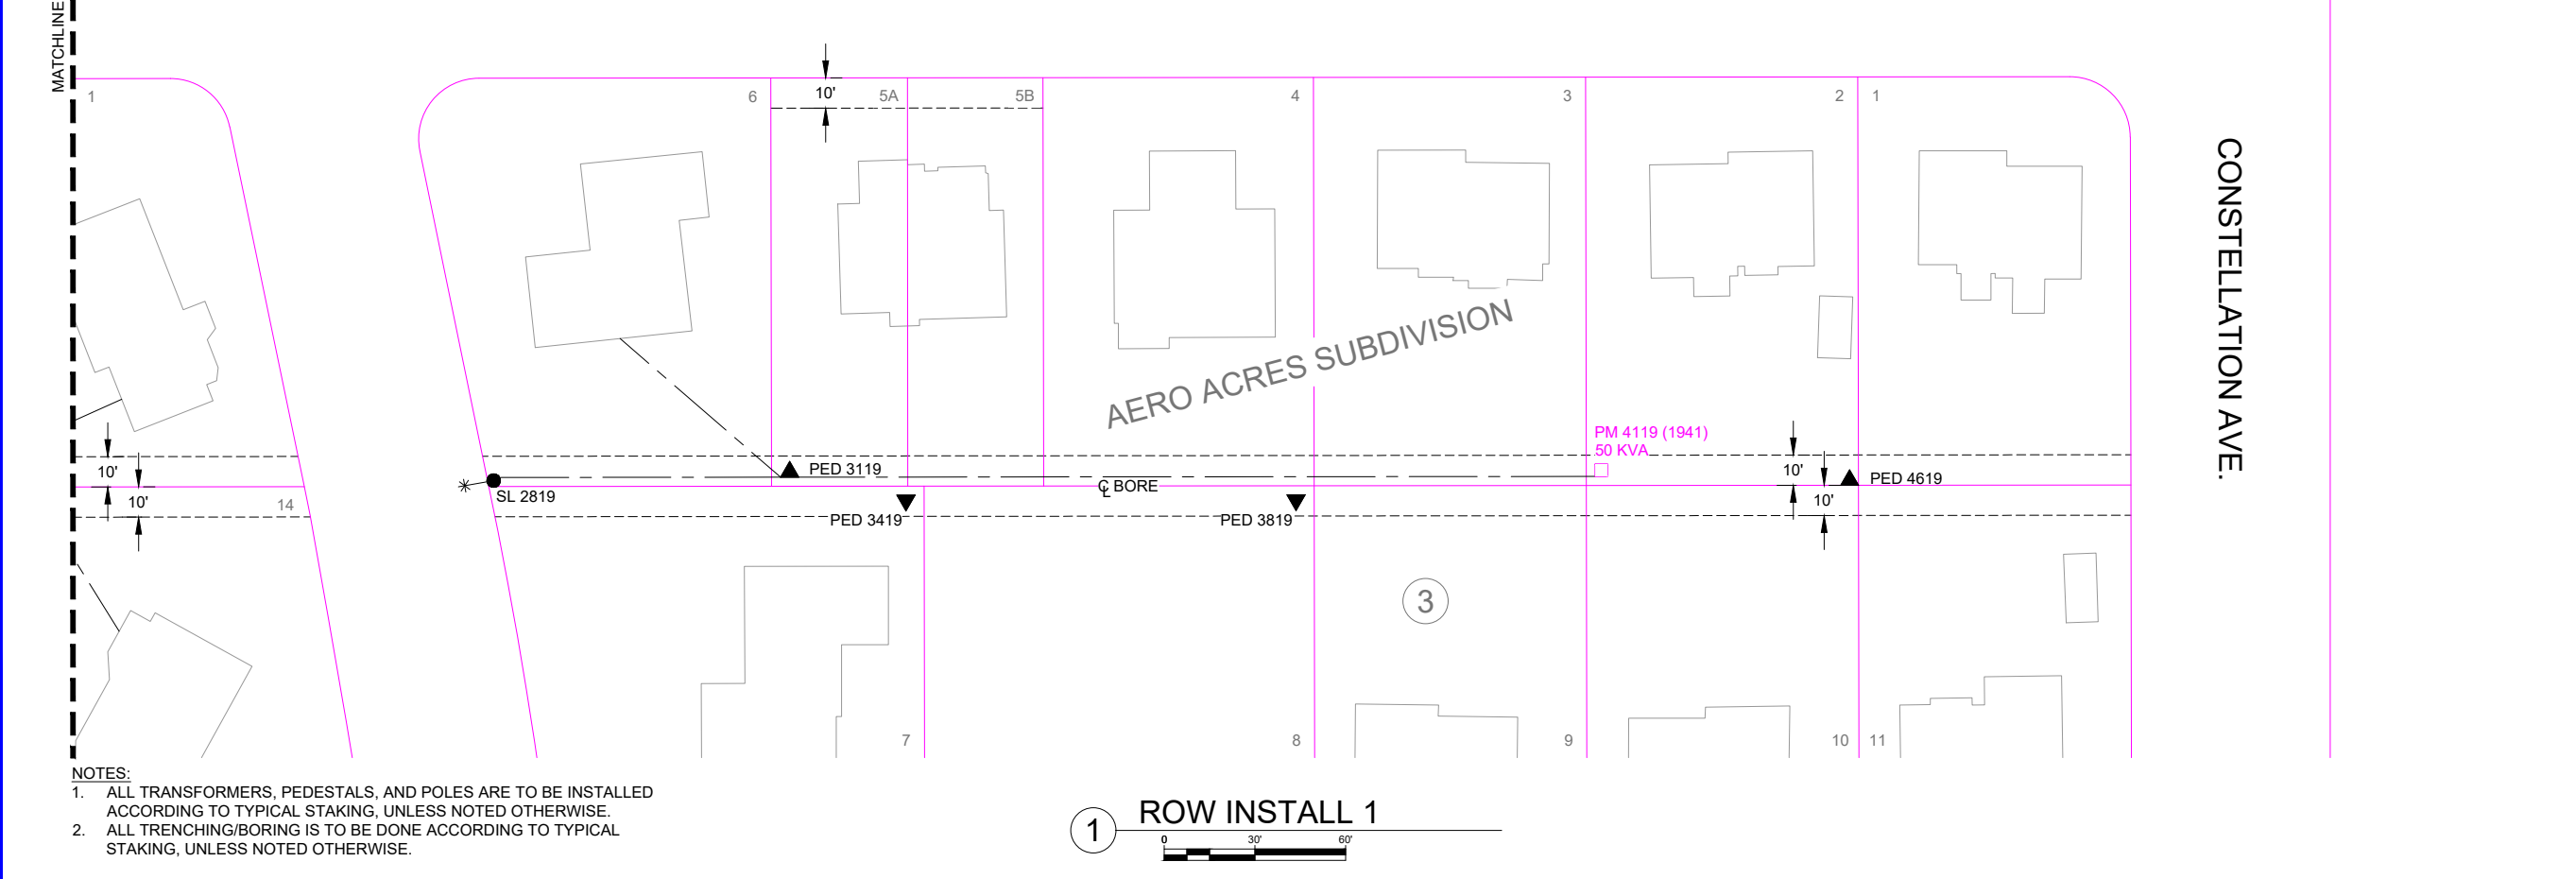 MATCHLINE
1
6
10'
5A
5B
4
3
2
1
CONSTELLATION AVE.
AERO ACRES SUBDIVISION
PM 4119 (1941)
50 KVA
10'
10'
14
SL 2819
PED 3119
PED 3419
CL BORE
PED 3819
10'
10'
PED 4619
3
7
8
9
10
11
NOTES:
1. ALL TRANSFORMERS, PEDESTALS, AND POLES ARE TO BE INSTALLED
ACCORDING TO TYPICAL STAKING, UNLESS NOTED OTHERWISE.
2. ALL TRENCHING/BORING IS TO BE DONE ACCORDING TO TYPICAL
STAKING, UNLESS NOTED OTHERWISE.
1
ROW INSTALL 1
0 30' 60'